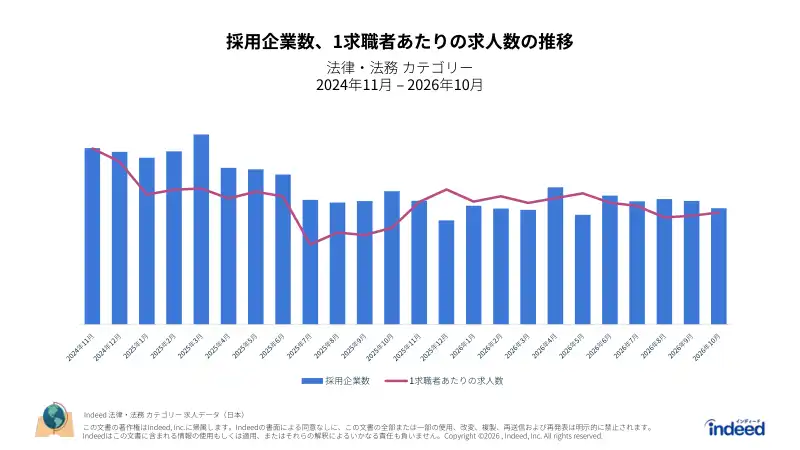 採用企業数、1求職者あたりの求人数の推移
法律・法務 カテゴリー
2024年11月 – 2026年10月
2024年11月
2024年12月
2025年1月
2025年2月
2025年3月
2025年4月
2025年5月
2025年6月
2025年7月
2025年8月
2025年9月
2025年10月
2025年11月
2025年12月
2026年1月
2026年2月
2026年3月
2026年4月
2026年5月
2026年6月
2026年7月
2026年8月
2026年9月
2026年10月
採用企業数
1求職者あたりの求人数
Indeed 法律・法務 カテゴリー 求人データ（日本）
この文書の著作権はIndeed, Inc.に帰属します。Indeedの書面による同意なしに、この文書の全部または一部の使用、改変、複製、再送信および再発表は明示的に禁止されます。
Indeedはこの文書に含まれる情報の使用もしくは適用、またはそれらの解釈によるいかなる責任も負いません。Copyright ©2026 , Indeed, Inc. All rights reserved.
インディード
indeed